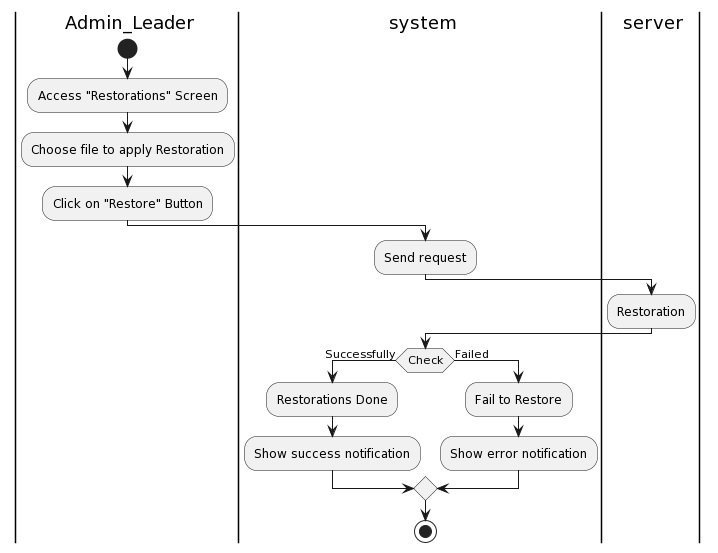 Admin_Leader
system
server
Access "Restorations" Screen
Choose file to apply Restoration
Click on "Restore" Button
Send request
Restoration
Successfully
Check
Failed
Restorations Done
Fail to Restore
Show success notification
Show error notification